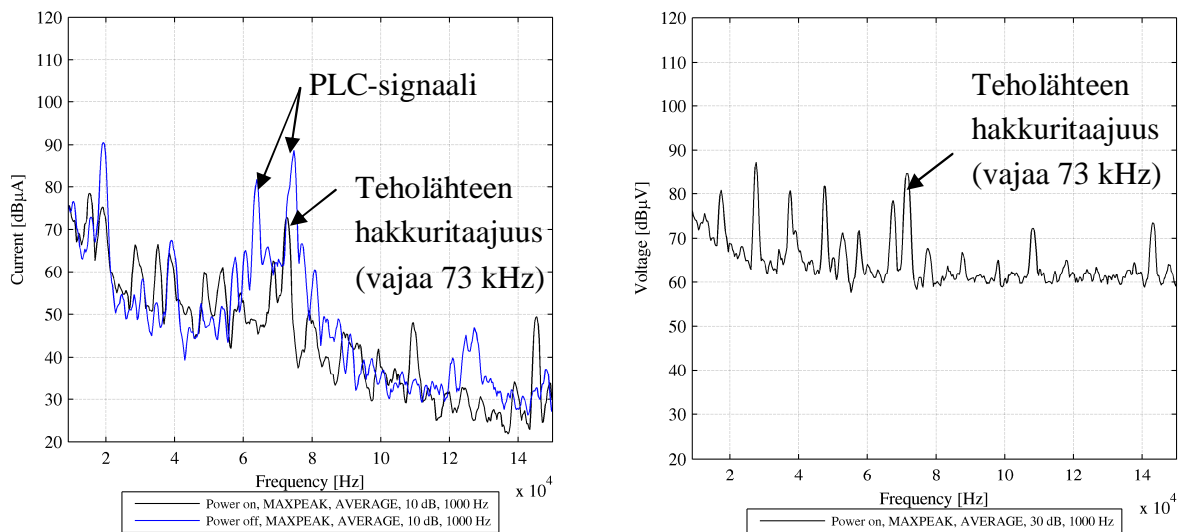 120
110
100
90
80
70
60
50
40
30
20
Current [dBµA]
PLC-signaali
Teholähteen
hakkuritaajuus
(vajaa 73 kHz)
2 4 6 8 10 12 14
Frequency [Hz]
x 10^4
Power on, MAXPEAK, AVERAGE, 10 dB, 1000 Hz
Power off, MAXPEAK, AVERAGE, 10 dB, 1000 Hz
120
110
100
90
80
70
60
50
40
30
20
Voltage [dBµV]
Teholähteen
hakkuritaajuus
(vajaa 73 kHz)
2 4 6 8 10 12 14
Frequency [Hz]
x 10^4
Power on, MAXPEAK, AVERAGE, 30 dB, 1000 Hz